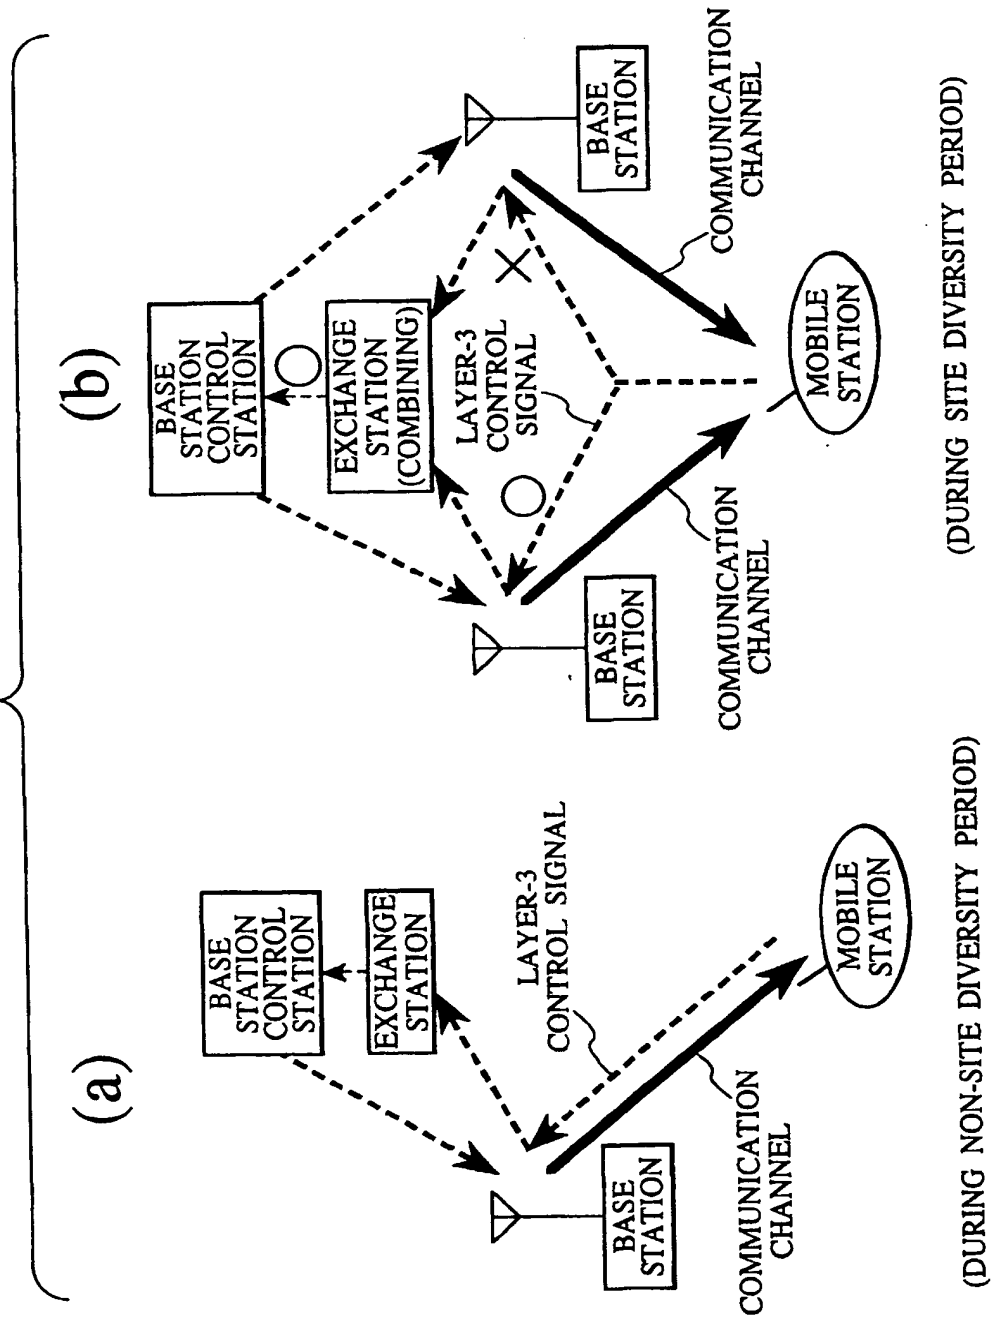 (a)
BASE
STATION
CONTROL
STATION
EXCHANGE
STATION
LAYER-3
CONTROL SIGNAL
BASE
STATION
COMMUNICATION
CHANNEL
MOBILE
STATION
(DURING NON-SITE DIVERSITY PERIOD)
(b)
BASE
STATION
CONTROL
STATION
EXCHANGE
STATION
(COMBINING)
LAYER-3
CONTROL
SIGNAL
BASE
STATION
BASE
STATION
COMMUNICATION
CHANNEL
COMMUNICATION
CHANNEL
MOBILE
STATION
(DURING SITE DIVERSITY PERIOD)